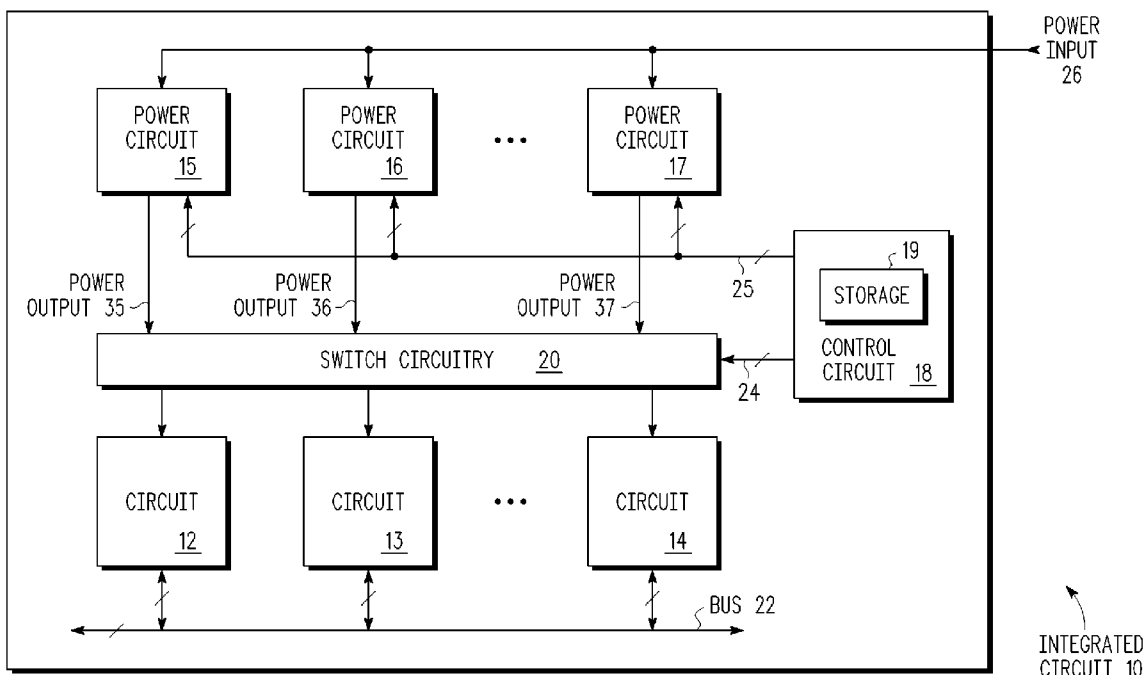 POWER
INPUT
26
POWER
CIRCUIT
15
POWER
CIRCUIT
16
•••
POWER
CIRCUIT
17
POWER
OUTPUT 35
POWER
OUTPUT 36
POWER
OUTPUT 37
25
19
STORAGE
CONTROL
CIRCUIT 18
SWITCH CIRCUITRY 20
24
CIRCUIT
12
CIRCUIT
13
•••
CIRCUIT
14
BUS 22
INTEGRATED
CIRCUIT 10